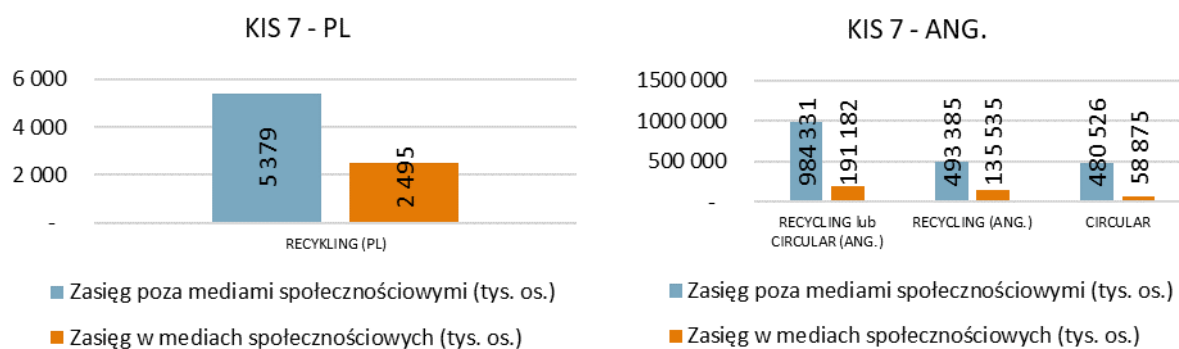 KIS 7 - PL
6 000
4 000
2 000
-
5 379
2 495
RECYKLING (PL)
Zasięg poza mediami społecznościowymi (tys. os.)
Zasięg w mediach społecznościowych (tys. os.)
KIS 7 - ANG.
1500 000
1000 000
500 000
-
984 331
191 182
493 385
135 535
480 526
58 875
RECYCLING lub
CIRCULAR (ANG.)
RECYCLING (ANG.)
CIRCULAR
Zasięg poza mediami społecznościowymi (tys. os.)
Zasięg w mediach społecznościowych (tys. os.)